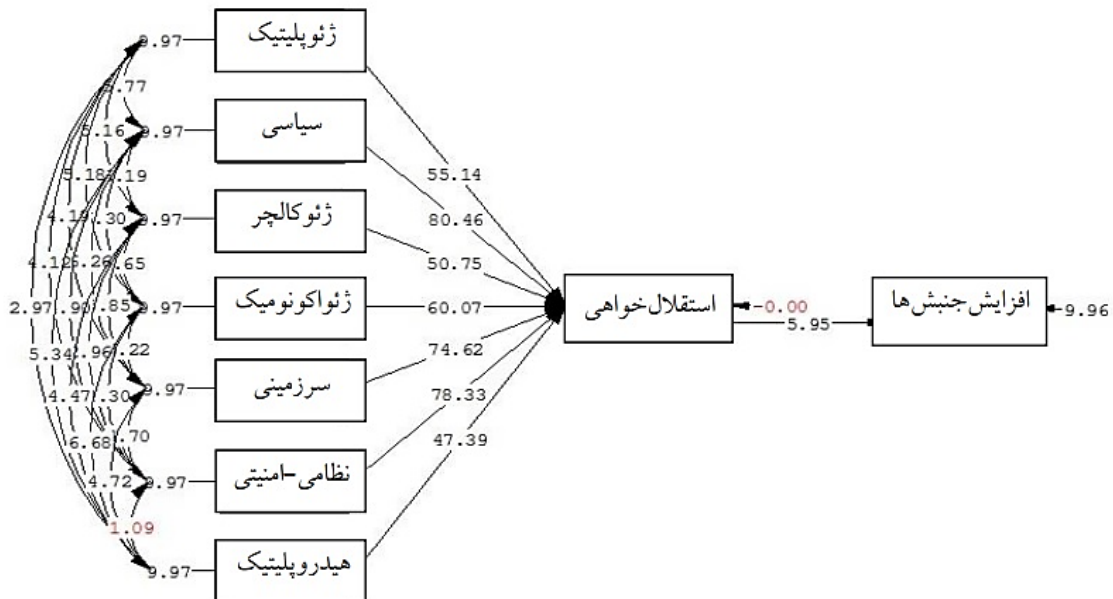 ژئوپلیتیک
9.97
5.77
سیاسی
9.97
5.16
ژئوکالچر
9.97
ژئواکونومیک
9.97
سرزمینی
9.97
نظامی-امنیتی
9.97
هیدروپلیتیک
9.97
4.12
2.97
5.34
4.47
6.68
4.72
1.09
55.14
80.46
50.75
60.07
74.62
78.33
47.39
استقلال‌خواهی
-0.00
5.95
افزایش جنبش‌ها
9.96